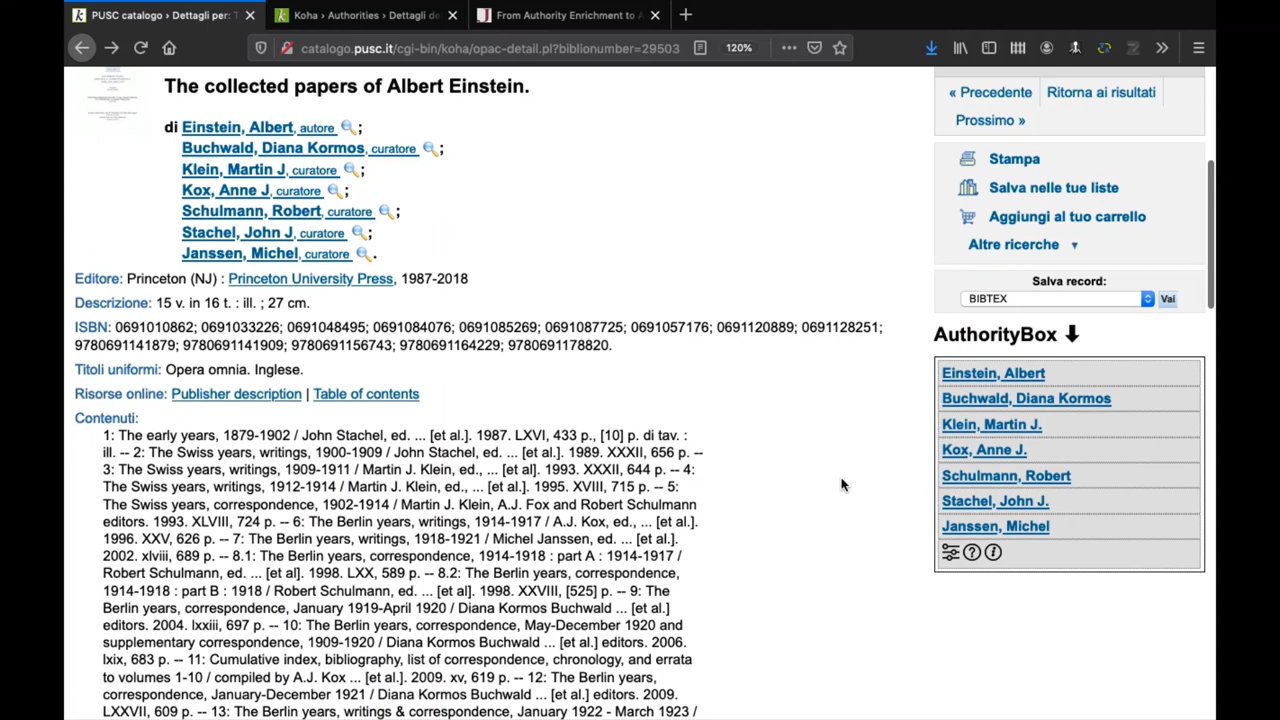 PUSC catalogo › Dettagli per: T
Koha › Authorities › Dettagli de
From Authority Enrichment to A
catalogo.pusc.it/cgi-bin/koha/opac-detail.pl?biblionumber=29503
120%
The collected papers of Albert Einstein.
di Einstein, Albert, autore ;
Buchwald, Diana Kormos, curatore ;
Klein, Martin J, curatore ;
Kox, Anne J, curatore ;
Schulmann, Robert, curatore ;
Stachel, John J, curatore ;
Janssen, Michel, curatore .
Editore: Princeton (NJ) : Princeton University Press, 1987-2018
Descrizione: 15 v. in 16 t. : ill. ; 27 cm.
ISBN: 0691010862; 0691033226; 0691048495; 0691084076; 0691085269; 0691087725; 0691057176; 0691120889; 0691128251;
9780691141879; 9780691141909; 9780691156743; 9780691164229; 9780691178820.
Titoli uniformi: Opera omnia. Inglese.
Risorse online: Publisher description | Table of contents
Contenuti:
1: The early years, 1879-1902 / John Stachel, ed. ... [et al.]. 1987. LXVI, 433 p., [10] p. di tav. :
ill. -- 2: The Swiss years, writings, 1900-1909 / John Stachel, ed. ... [et al.]. 1989. XXXII, 656 p. --
3: The Swiss years, writings, 1909-1911 / Martin J. Klein, ed., ... [et al]. 1993. XXXII, 644 p. -- 4:
The Swiss years, writings, 1912-1914 / Martin J. Klein, ed., ... [et al.]. 1995. XVIII, 715 p. -- 5:
The Swiss years, correspondence, 1902-1914 / Martin J. Klein, A.J. Fox and Robert Schulmann
editors. 1993. XLVIII, 724 p. -- 6: The Berlin years, writings, 1914-1917 / A.J. Kox, ed., ... [et al.].
1996. XXV, 626 p. -- 7: The Berlin years, writings, 1918-1921 / Michel Janssen, ed. ... [et al.].
2002. xlviii, 689 p. -- 8.1: The Berlin years, correspondence, 1914-1918 : part A : 1914-1917 /
Robert Schulmann, ed. ... [et al]. 1998. LXX, 589 p. -- 8.2: The Berlin years, correspondence,
1914-1918 : part B : 1918 / Robert Schulmann, ed. ... [et al]. 1998. XXVIII, [525] p. -- 9: The
Berlin years, correspondence, January 1919-April 1920 / Diana Kormos Buchwald ... [et al.]
editors. 2004. lxxiii, 697 p. -- 10: The Berlin years, correspondence, May-December 1920 and
supplementary correspondence, 1909-1920 / Diana Kormos Buchwald ... [et al.] editors. 2006.
lxix, 683 p. -- 11: Cumulative index, bibliography, list of correspondence, chronology, and errata
to volumes 1-10 / compiled by A.J. Kox ... [et al.]. 2009. xv, 619 p. -- 12: The Berlin years,
correspondence, January-December 1921 / Diana Kormos Buchwald ... [et al.] editors. 2009.
LXXVII, 609 p. -- 13: The Berlin years, writings & correspondence, January 1922 - March 1923 /
« Precedente
Ritorna ai risultati
Prossimo »
Stampa
Salva nelle tue liste
Aggiungi al tuo carrello
Altre ricerche
Salva record:
BIBTEX
Vai
AuthorityBox
Einstein, Albert
Buchwald, Diana Kormos
Klein, Martin J.
Kox, Anne J.
Schulmann, Robert
Stachel, John J.
Janssen, Michel